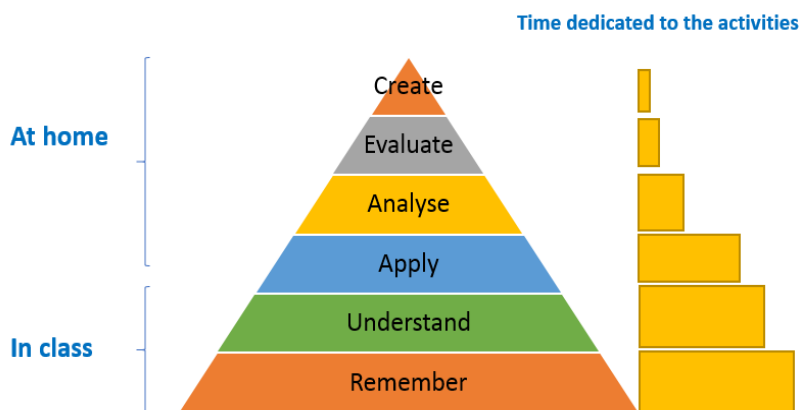 Time dedicated to the activities
Create
At home
Evaluate
Analyse
Apply
Understand
In class
Remember